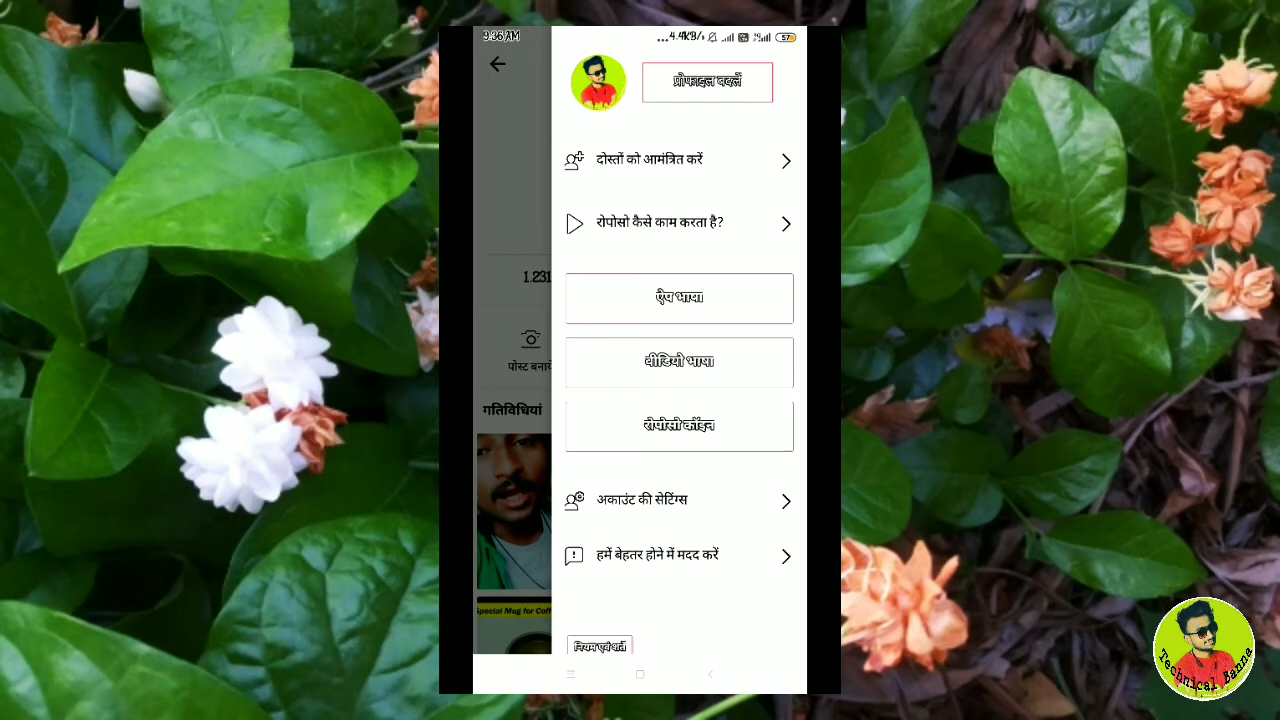 9:36 AM
...4.4KB/s
57
प्रोफाइल बदलें
दोस्तों को आमंत्रित करें
रोपोसो कैसे काम करता है?
1.231
ऐप भाषा
वीडियो भाषा
पोस्ट बनायें
रोपोसो कॉइन
गतिविधियां
अकाउंट की सेटिंग्स
हमें बेहतर होने में मदद करें
Special Mug for Coff
नियम एवं शर्तें
Technical Banna